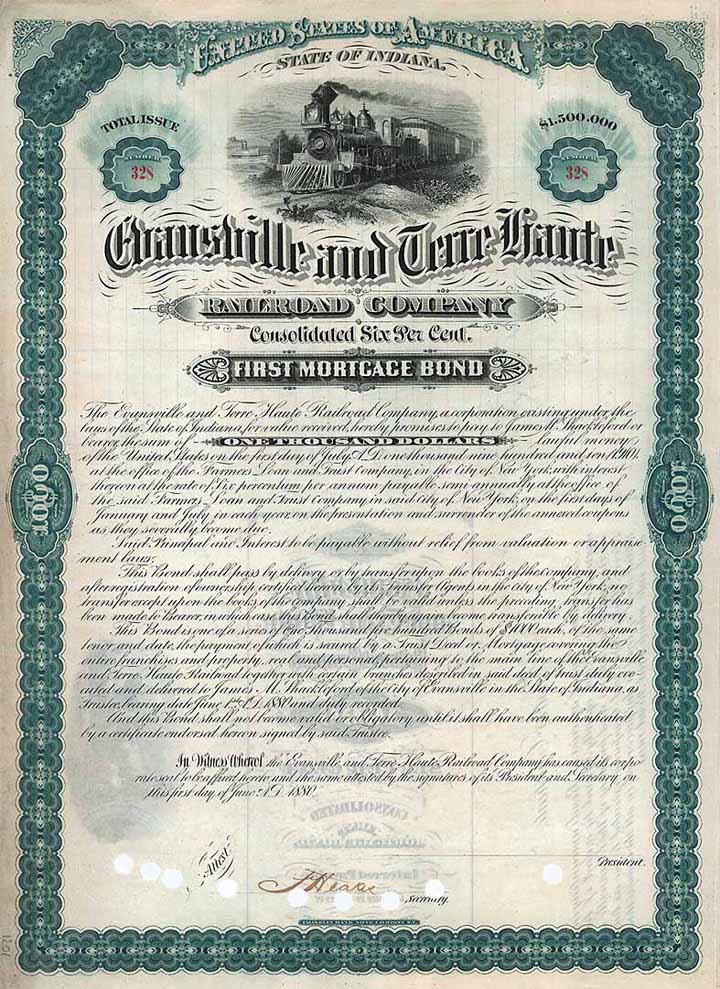 UNITED STATES OF AMERICA
STATE OF INDIANA.
TOTAL ISSUE
$1.500.000
NUMBER
328
NUMBER
328
Evansville and Terre Haute
RAILROAD COMPANY
Consolidated Six Per Cent.
FIRST MORTGAGE BOND
The Evansville and Terre Haute Railroad Company, a corporation existing under the
laws of the State of Indiana, for value received, hereby promises to pay to James M. Shackleford or
bearer, the sum of ONE THOUSAND DOLLARS lawful money
of the United States on the first day of July A.D. one thousand nine hundred and ten (1910)
at the office of the Farmers Loan and Trust Company, in the City of New York, with interest
thereon at the rate of Six per centum per annum payable semi annually at the office of
the said Farmers Loan and Trust Company in said city of New York, on the first days of
January and July in each year, on the presentation and surrender of the annexed coupons
as they severally become due.
Said Principal and Interest to be payable without relief from valuation or appraise
ment laws.
This Bond shall pass by delivery or by transfer upon the books of the company, and
after registration of ownership, certified by its Transfer Agents in the City of New York, no
transfer except upon the books of the company shall be valid unless the preceding transfer has
been made to Bearer, in which case this Bond shall thereupon become transferable by delivery.
This Bond is one of a series of One Thousand five hundred Bonds of $1000 each, of the same
tenor and date, the payment of which is secured by a Trust Deed or Mortgage covering the
entire franchises and property, real and personal, pertaining to the main line of the Evansville
and Terre Haute Railroad together with certain branches described in said deed of trust duly exe-
cuted and delivered to James M. Shackleford of the city of Evansville in the State of Indiana, as
Trustee, bearing date June 1st A.D. 1880 and duly recorded.
And this Bond shall not become valid or obligatory until it shall have been authenticated
by a certificate endorsed hereon signed by said Trustee.
In Witness Whereof the Evansville and Terre Haute Railroad Company has caused its corpo-
rate seal to be affixed hereto and the same attested by the signatures of its President and Secretary on
this first day of June A.D. 1880.
Attest
President.
Secretary.
FRANKLIN BANK NOTE COMPANY N.Y.
1000
1000
1201